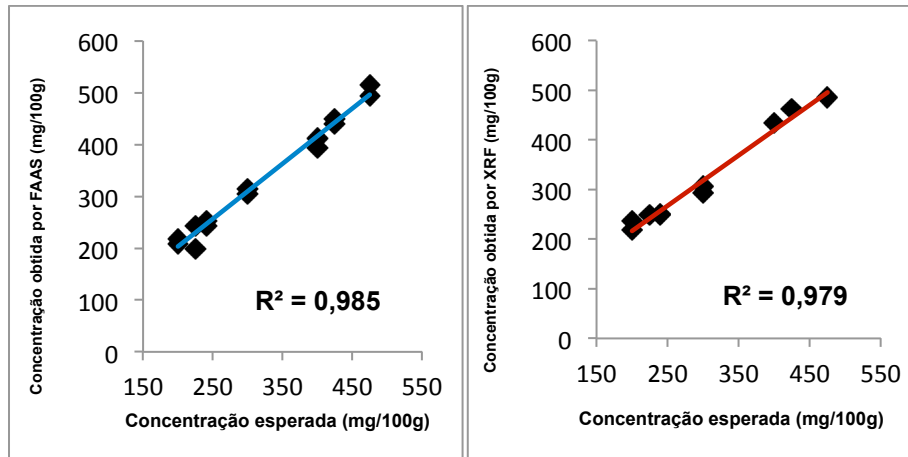 Concentração obtida por FAAS (mg/100g)
600
500
400
300
200
100
0
R² = 0,985
150 250 350 450 550
Concentração esperada (mg/100g)
Concentração obtida por XRF (mg/100g)
600
500
400
300
200
100
0
R² = 0,979
150 250 350 450 550
Concentração esperada (mg/100g)